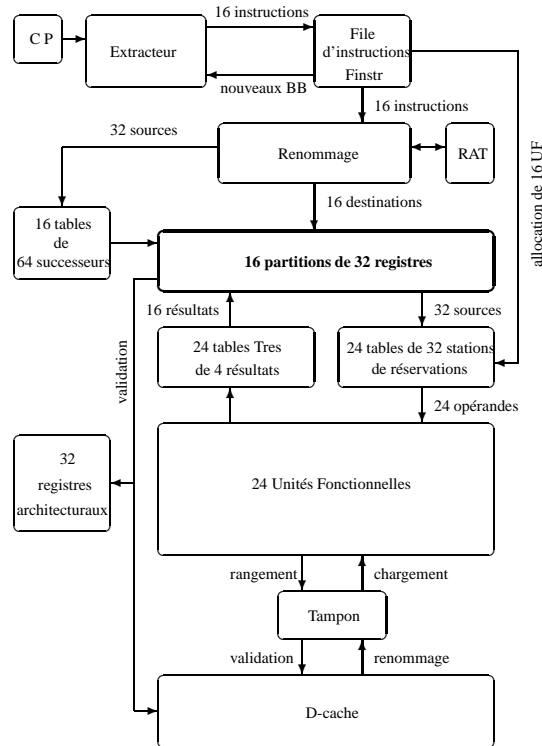 16 instructions
C P
Extracteur
File
d'instructions
Finstr
nouveaux BB
16 instructions
32 sources
Renommage
RAT
allocation de 16 UF
16 destinations
16 tables
de
64 successeurs
16 partitions de 32 registres
16 résultats
32 sources
validation
24 tables Tres
de 4 résultats
24 tables de 32 stations
de réservations
24 opérandes
32
registres
architecturaux
24 Unités Fonctionnelles
rangement
chargement
Tampon
validation
renommage
D-cache